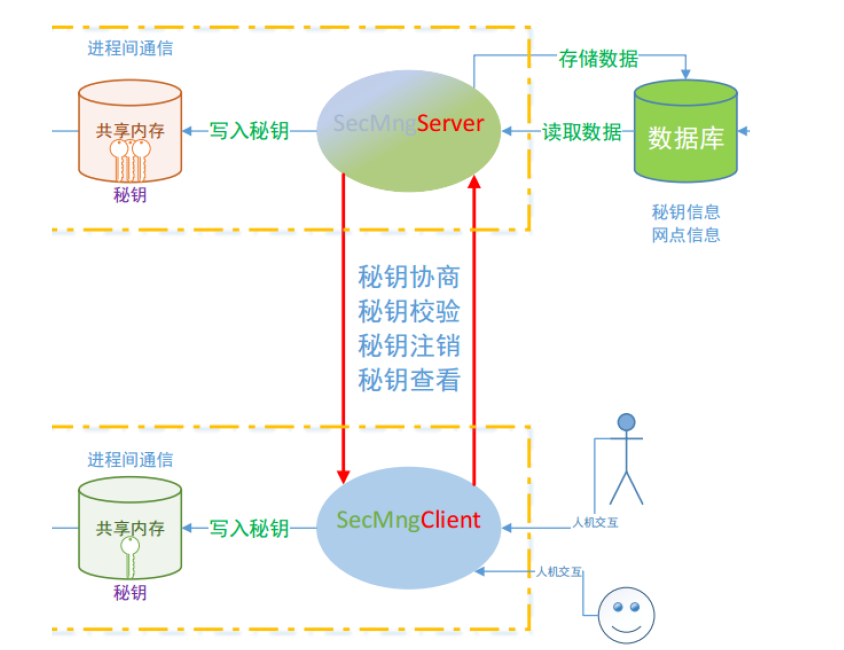 进程间通信
存储数据
共享内存
写入秘钥
SecMngServer
读取数据
数据库
秘钥
秘钥信息
网点信息
秘钥协商
秘钥校验
秘钥注销
秘钥查看
进程间通信
共享内存
写入秘钥
SecMngClient
人机交互
人机交互
秘钥